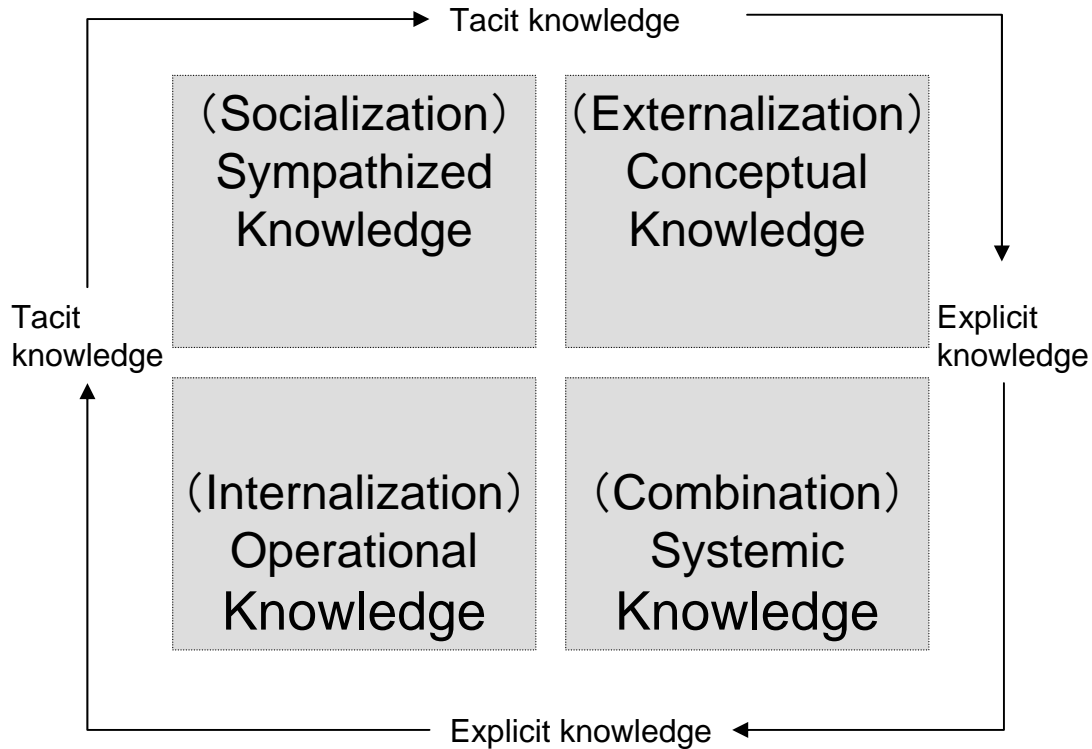 Tacit knowledge
（Socialization）
Sympathized
Knowledge
（Externalization）
Conceptual
Knowledge
Tacit
knowledge
Explicit
knowledge
（Internalization）
Operational
Knowledge
（Combination）
Systemic
Knowledge
Explicit knowledge